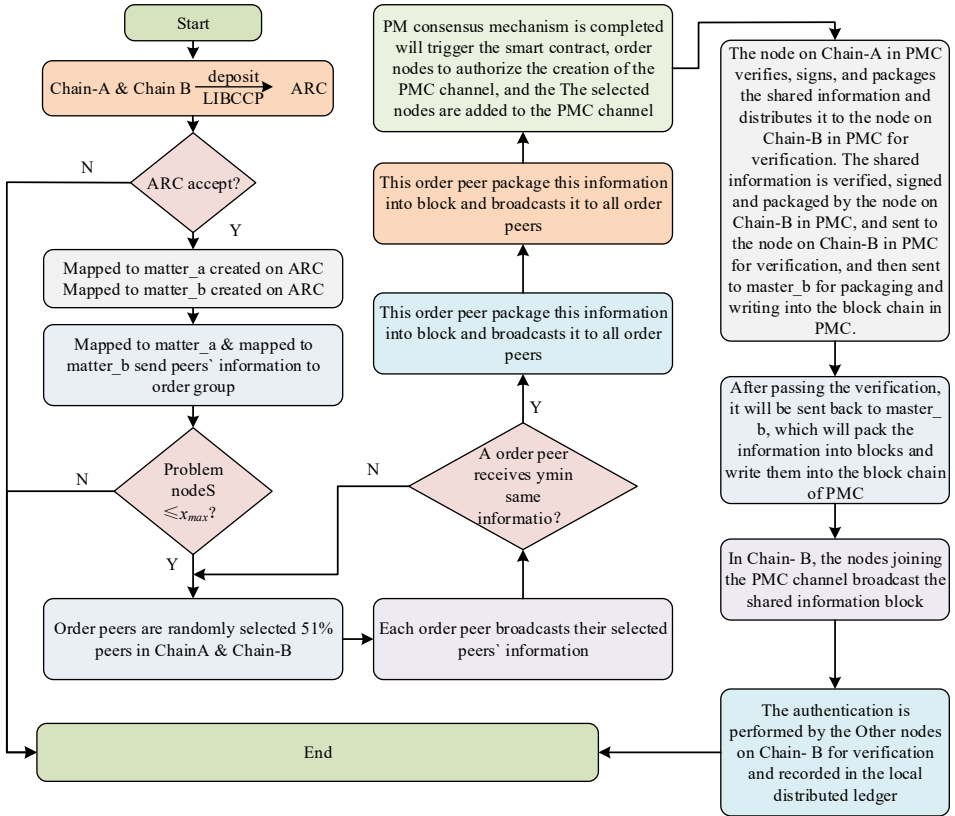 Start
Chain-A & Chain B deposit LIBCCP ARC
ARC accept?
N
Y
Mapped to matter_a created on ARC
Mapped to matter_b created on ARC
Mapped to matter_a & mapped to
matter_b send peers` information to
order group
Problem
nodeS
≤xmax?
N
Y
Order peers are randomly selected 51%
peers in ChainA & Chain-B
Each order peer broadcasts their selected
peers` information
A order peer
receives ymin
same
informatio?
N
Y
This order peer package this information
into block and broadcasts it to all order
peers
This order peer package this information
into block and broadcasts it to all order
peers
PM consensus mechanism is completed
will trigger the smart contract, order
nodes to authorize the creation of the
PMC channel, and the The selected
nodes are added to the PMC channel
The node on Chain-A in PMC
verifies, signs, and packages
the shared information and
distributes it to the node on
Chain-B in PMC for
verification. The shared
information is verified, signed
and packaged by the node on
Chain-B in PMC, and sent to
the node on Chain-B in PMC
for verification, and then sent
to master_b for packaging and
writing into the block chain in
PMC.
After passing the verification,
it will be sent back to master_
b, which will pack the
information into blocks and
write them into the block chain
of PMC
In Chain- B, the nodes joining
the PMC channel broadcast the
shared information block
The authentication is
performed by the Other nodes
on Chain- B for verification
and recorded in the local
distributed ledger
End